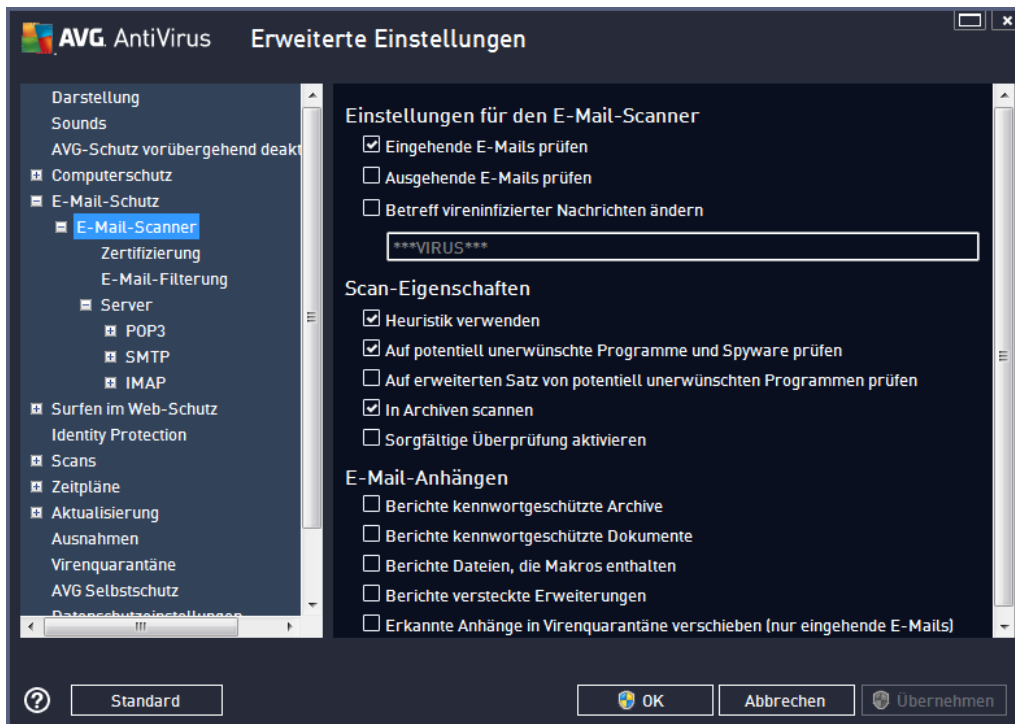 AVG AntiVirus Erweiterte Einstellungen
Darstellung
Sounds
AVG-Schutz vorübergehend deakt
Computerschutz
E-Mail-Schutz
E-Mail-Scanner
Zertifizierung
E-Mail-Filterung
Server
POP3
SMTP
IMAP
Surfen im Web-Schutz
Identity Protection
Scans
Zeitpläne
Aktualisierung
Ausnahmen
Virenquarantäne
AVG Selbstschutz
Datenschutzeinstellungen
Einstellungen für den E-Mail-Scanner
Eingehende E-Mails prüfen
Ausgehende E-Mails prüfen
Betreff vireninfizierter Nachrichten ändern
***VIRUS***
Scan-Eigenschaften
Heuristik verwenden
Auf potentiell unerwünschte Programme und Spyware prüfen
Auf erweiterten Satz von potentiell unerwünschten Programmen prüfen
In Archiven scannen
Sorgfältige Überprüfung aktivieren
E-Mail-Anhängen
Berichte kennwortgeschützte Archive
Berichte kennwortgeschützte Dokumente
Berichte Dateien, die Makros enthalten
Berichte versteckte Erweiterungen
Erkannte Anhänge in Virenquarantäne verschieben (nur eingehende E-Mails)
? Standard OK Abbrechen Übernehmen